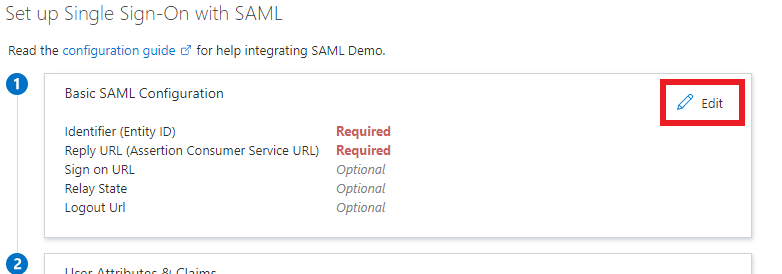 Set up Single Sign-On with SAML
Read the configuration guide for help integrating SAML Demo.
1
Basic SAML Configuration
Edit
Identifier (Entity ID) Required
Reply URL (Assertion Consumer Service URL) Required
Sign on URL Optional
Relay State Optional
Logout Url Optional
2
User Attributes & Claims